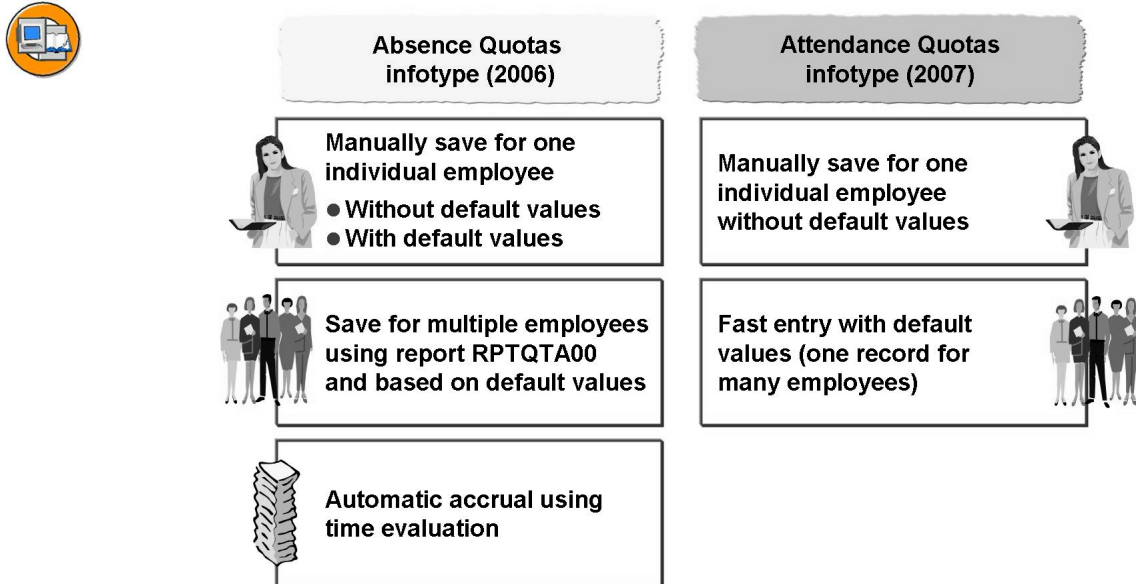 Absence Quotas
infotype (2006)
Attendance Quotas
infotype (2007)
Manually save for one
individual employee
● Without default values
● With default values
Manually save for one
individual employee
without default values
Save for multiple employees
using report RPTQTA00
and based on default values
Fast entry with default
values (one record for
many employees)
Automatic accrual using
time evaluation